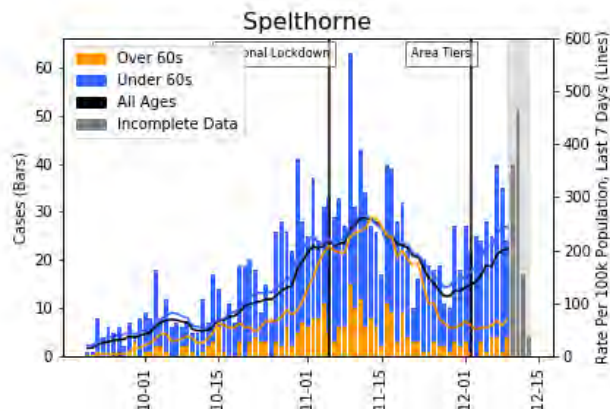 Spelthorne
onal Lockdown
Area Tiers
Over 60s
Under 60s
All Ages
Incomplete Data
Cases (Bars)
Rate Per 100k Population, Last 7 Days (Lines)
60
50
40
30
20
10
0
600
500
400
300
200
100
0
10-01
10-15
11-01
11-15
12-01
12-15